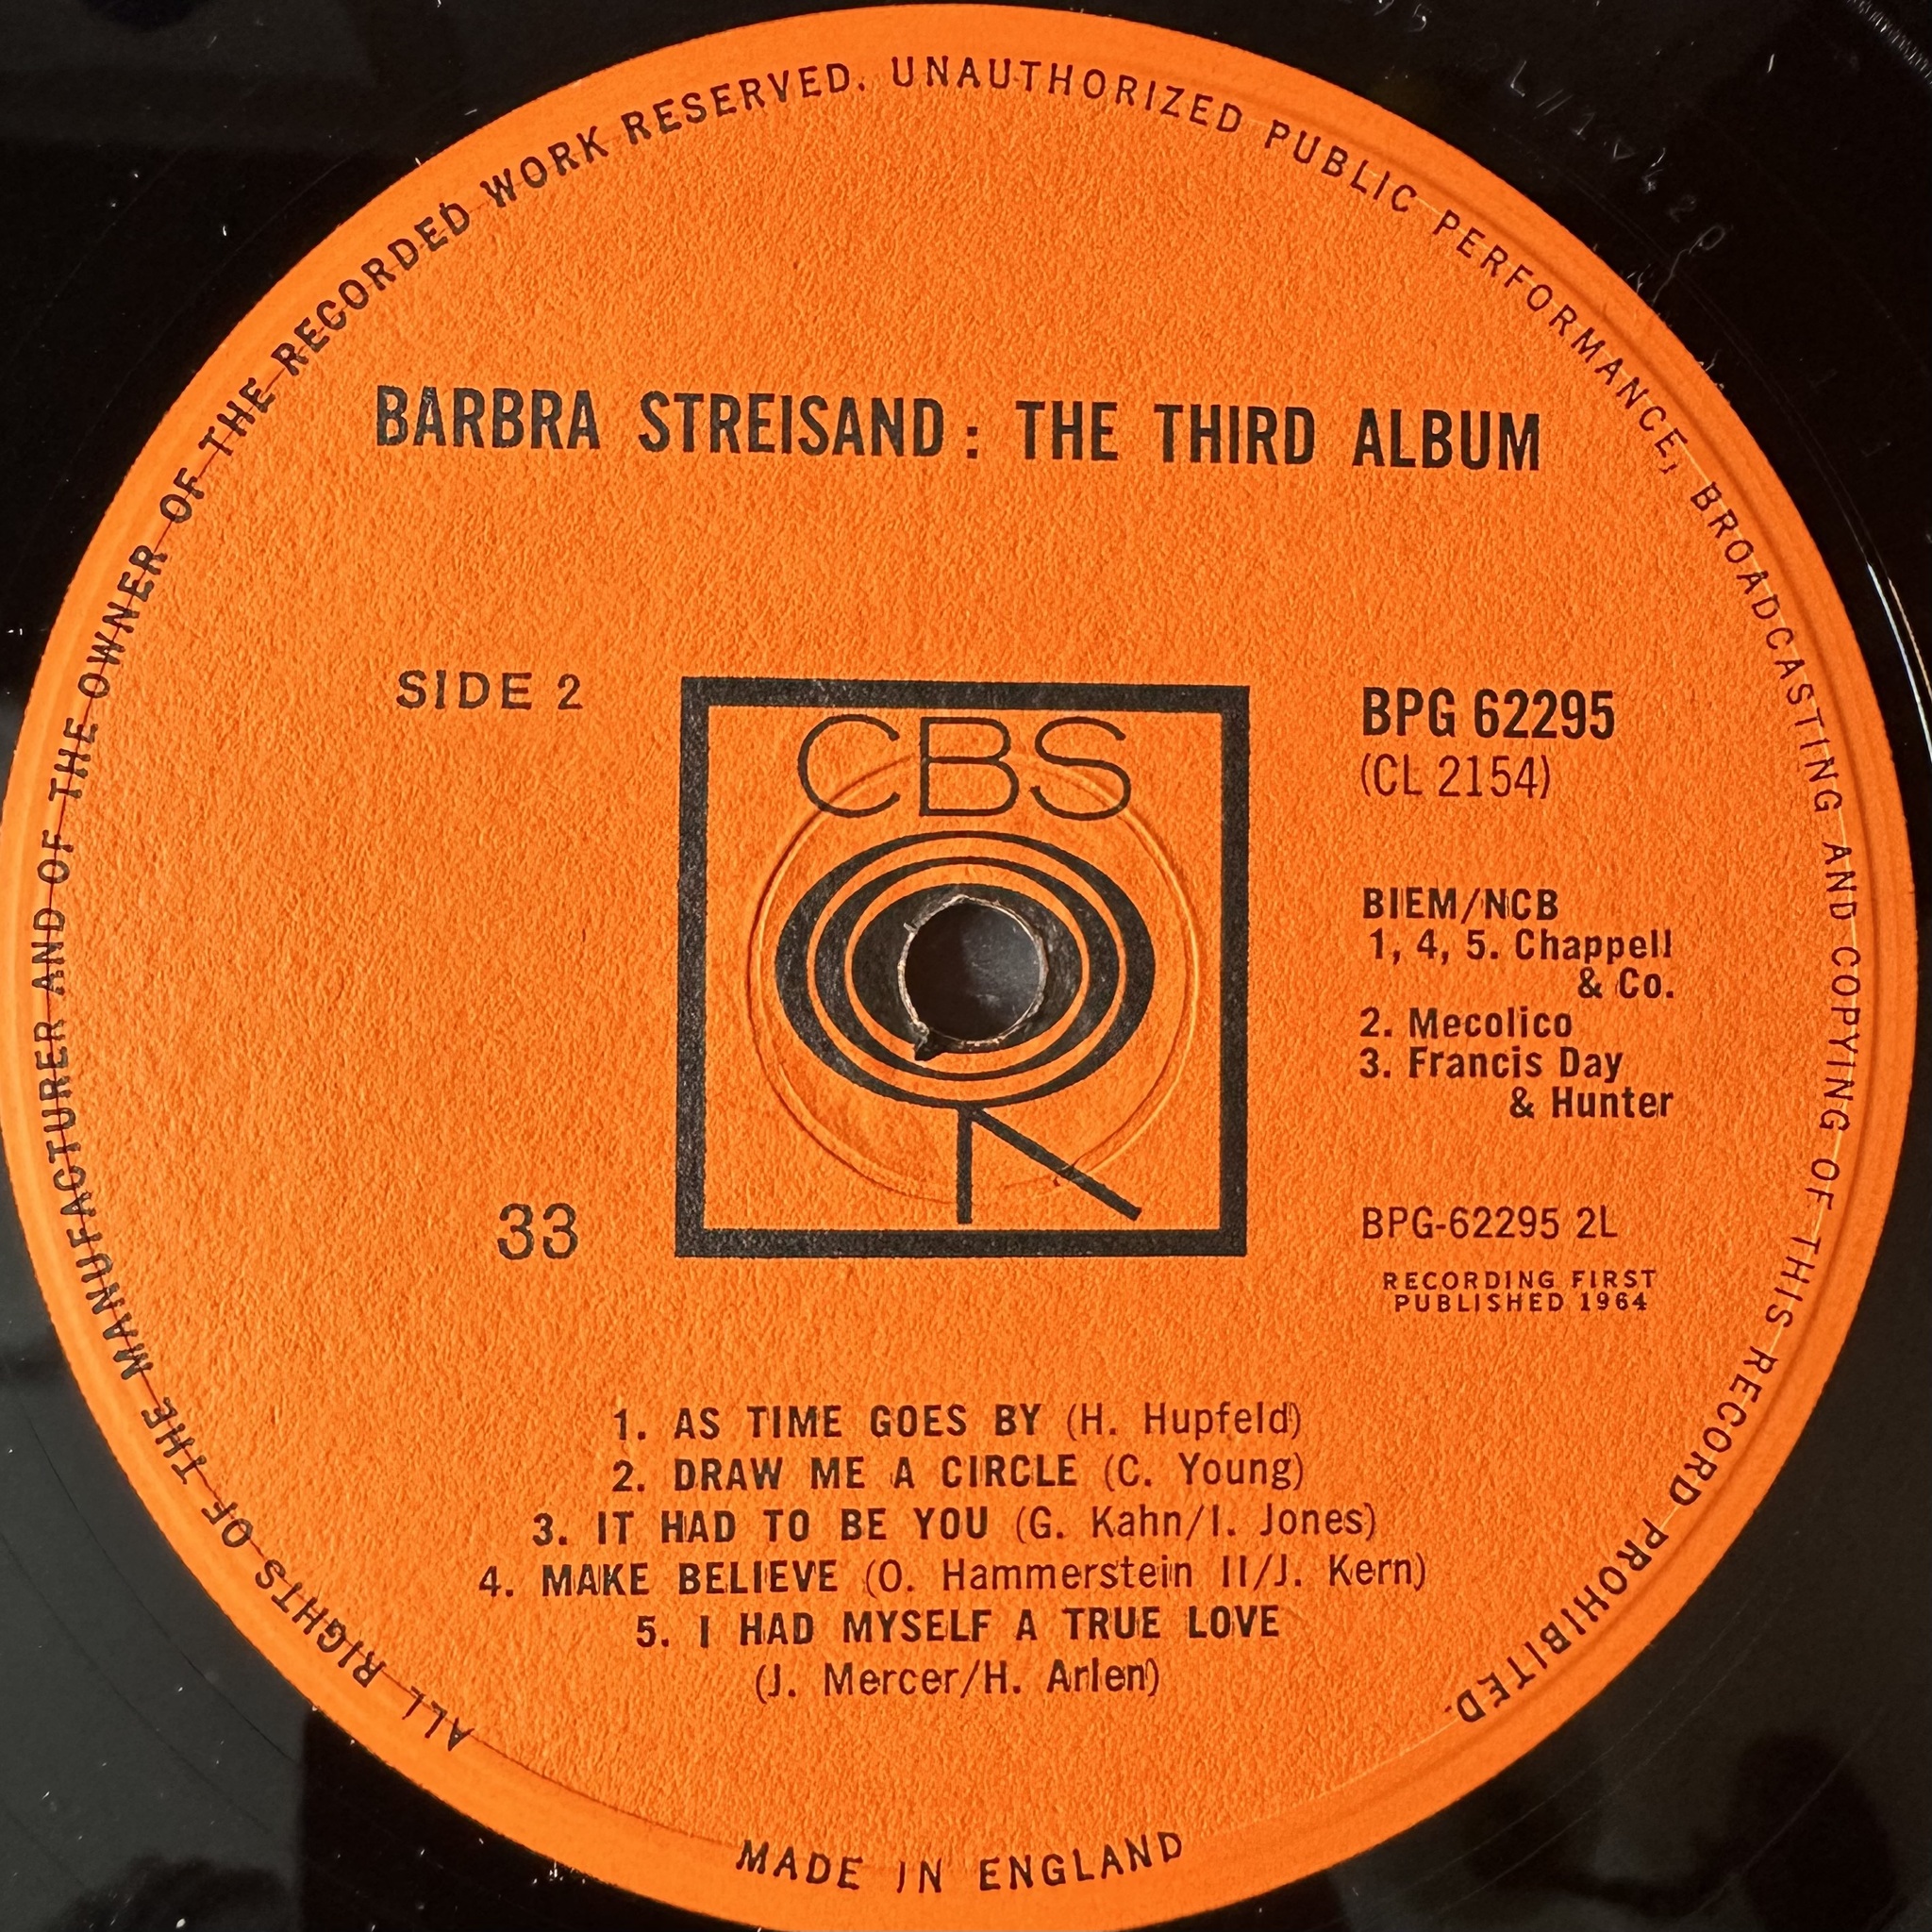 ALL RIGHTS OF THE MANUFACTURER AND OF THE OWNER OF THE RECORDED WORK RESERVED. UNAUTHORIZED PUBLIC PERFORMANCE, BROADCASTING AND COPYING OF THIS RECORD PROHIBITED.
BARBRA STREISAND : THE THIRD ALBUM
SIDE 2
CBS
BPG 62295
(CL 2154)
BIEM/NCB
1, 4, 5. Chappell
& Co.
2. Mecolico
3. Francis Day
& Hunter
33
BPG-62295 2L
RECORDING FIRST
PUBLISHED 1964
1. AS TIME GOES BY (H. Hupfeld)
2. DRAW ME A CIRCLE (C. Young)
3. IT HAD TO BE YOU (G. Kahn/I. Jones)
4. MAKE BELIEVE (O. Hammerstein II/J. Kern)
5. I HAD MYSELF A TRUE LOVE
(J. Mercer/H. Arlen)
MADE IN ENGLAND